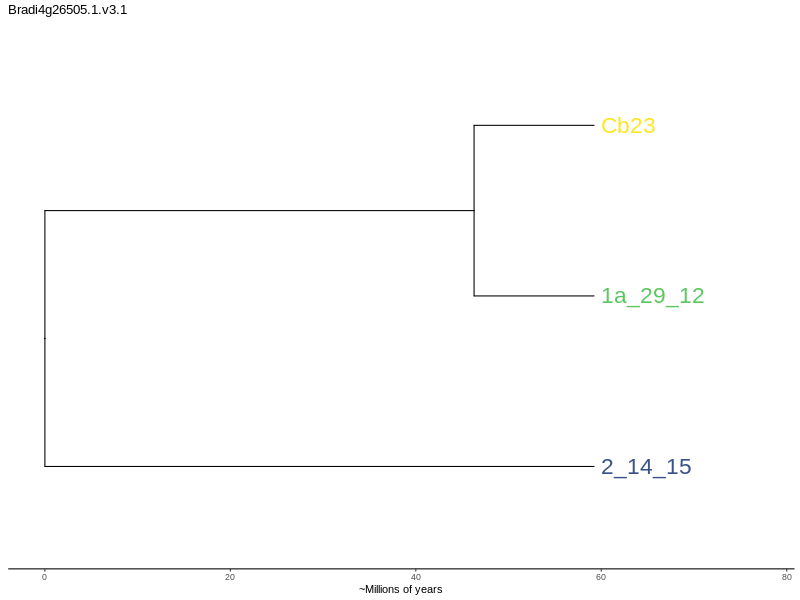 Bradi4g26505.1.v3.1
Cb23
1a_29_12
2_14_15
0 20 40 60 80
~Millions of years